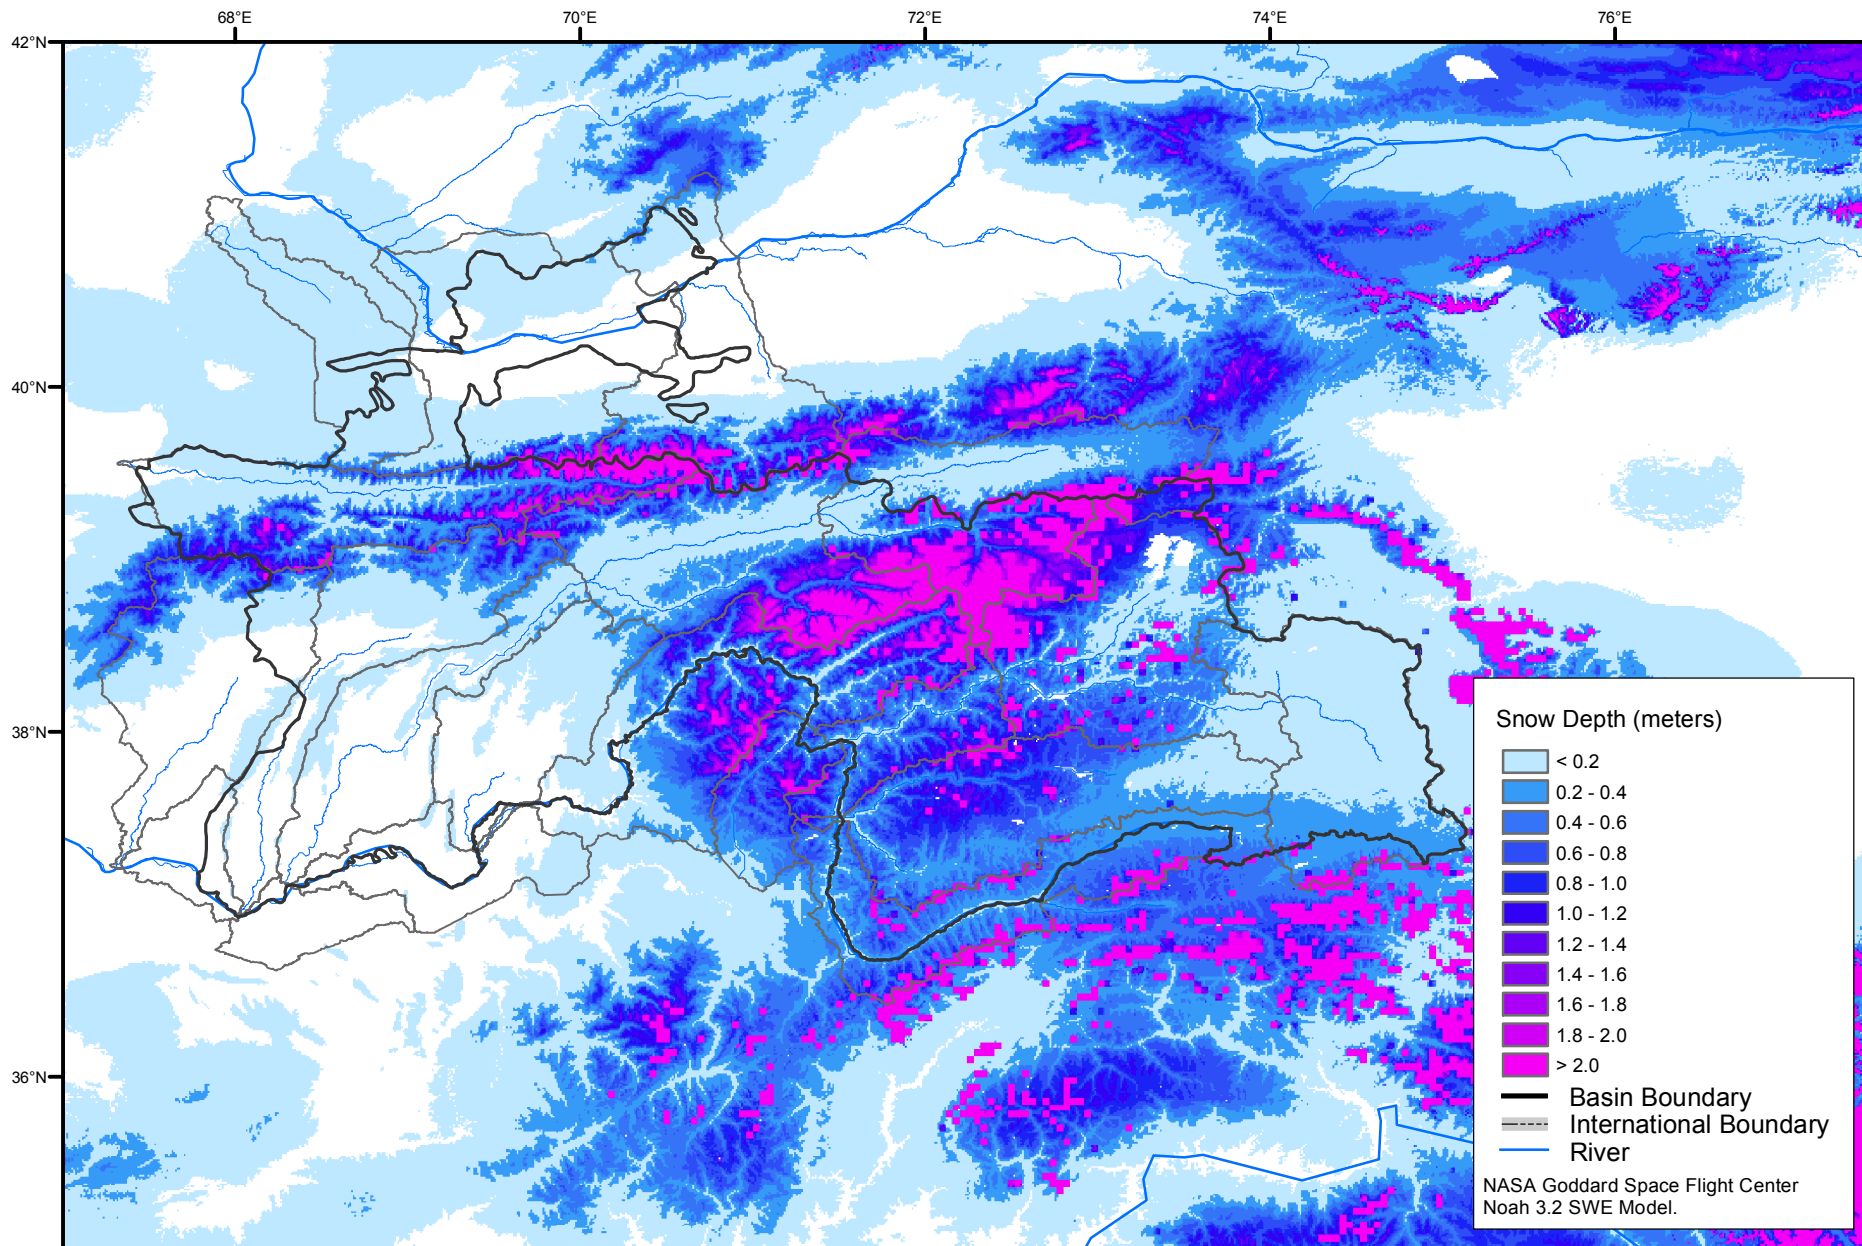 68°E
70°E
72°E
74°E
76°E
42°N
40°N
38°N
36°N
Snow Depth (meters)
< 0.2
0.2 - 0.4
0.4 - 0.6
0.6 - 0.8
0.8 - 1.0
1.0 - 1.2
1.2 - 1.4
1.4 - 1.6
1.6 - 1.8
1.8 - 2.0
> 2.0
Basin Boundary
International Boundary
River
NASA Goddard Space Flight Center
Noah 3.2 SWE Model.